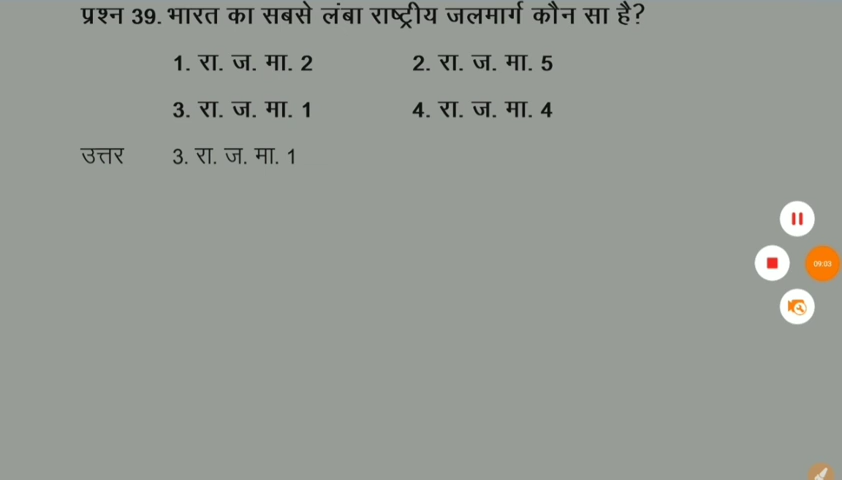 प्रश्न 39. भारत का सबसे लंबा राष्ट्रीय जलमार्ग कौन सा है?
1. रा. ज. मा. 2 2. रा. ज. मा. 5
3. रा. ज. मा. 1 4. रा. ज. मा. 4
उत्तर 3. रा. ज. मा. 1
09:03